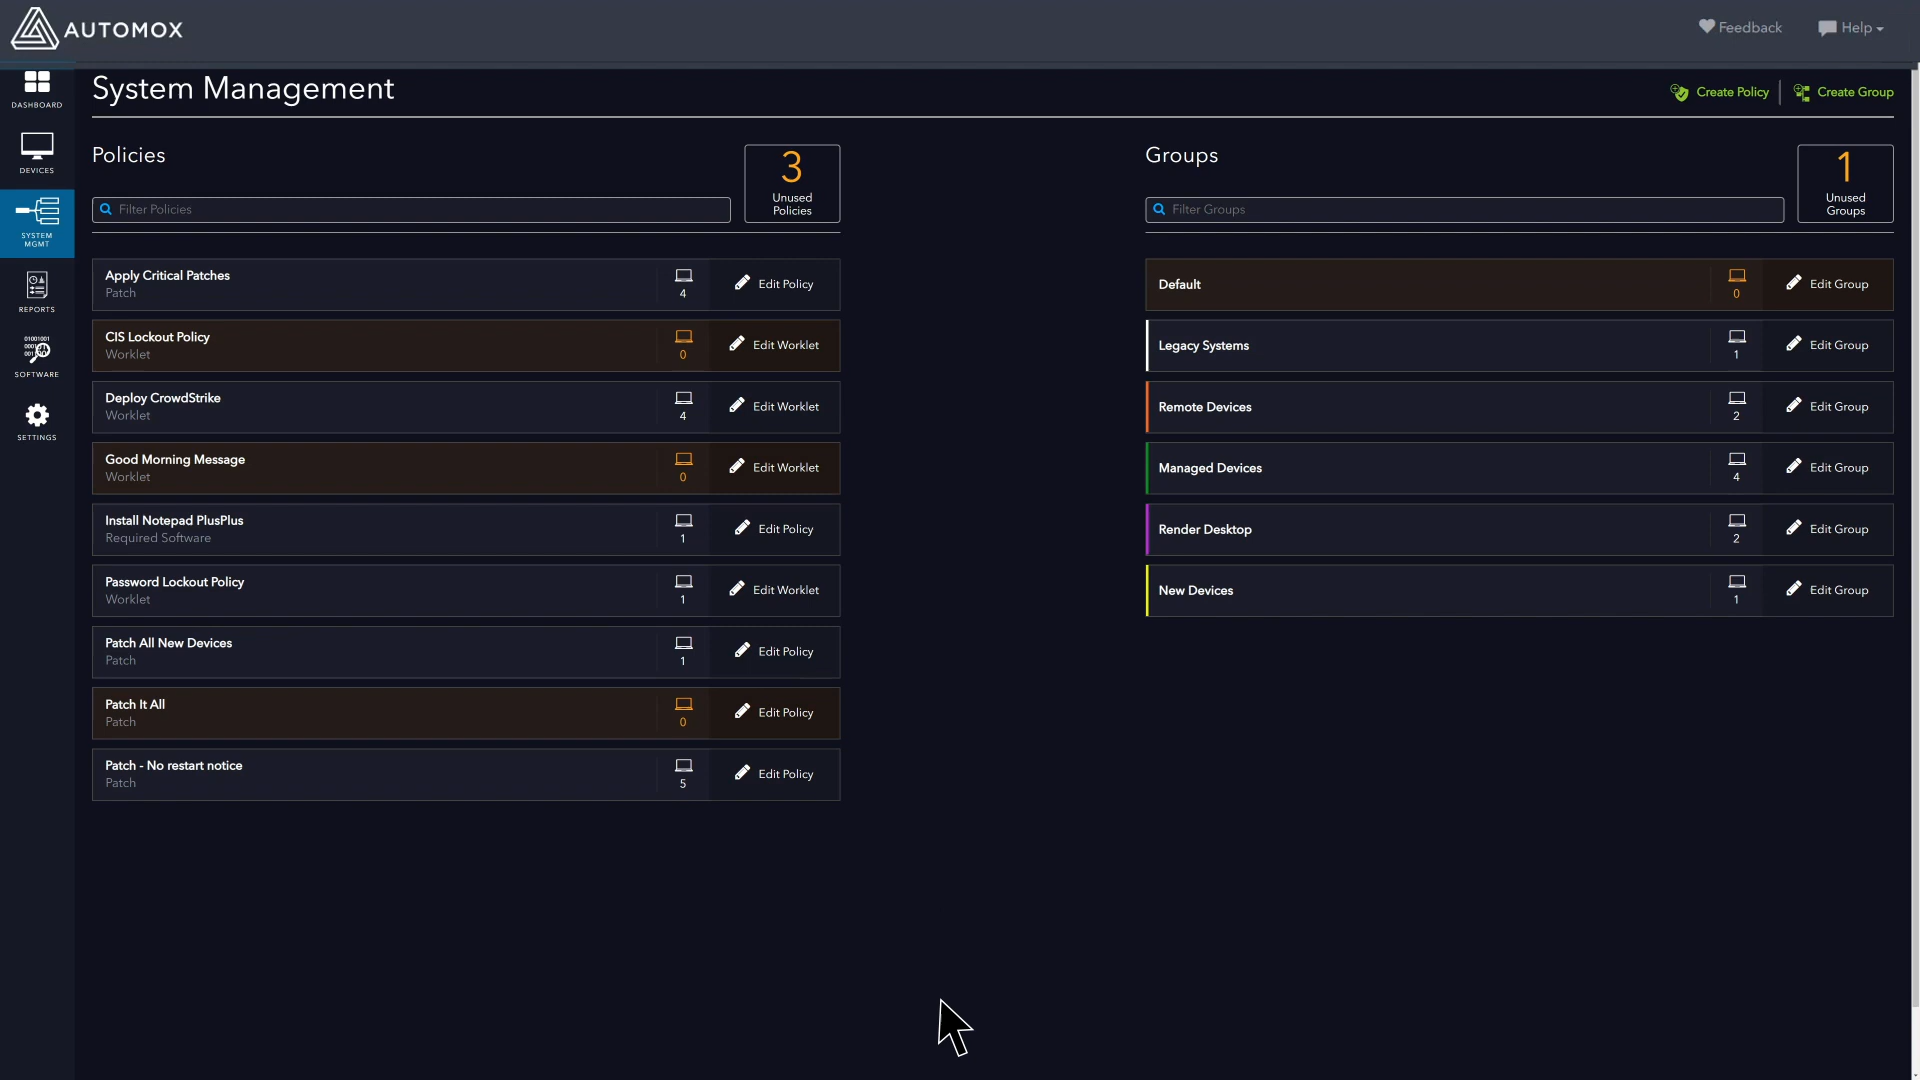 AUTOMOX
Feedback
Help
DASHBOARD
DEVICES
SYSTEM
MGMT
REPORTS
SOFTWARE
SETTINGS
System Management
Create Policy
Create Group
Policies
Filter Policies
3
Unused
Policies
Apply Critical Patches
Patch
4
Edit Policy
CIS Lockout Policy
Worklet
0
Edit Worklet
Deploy CrowdStrike
Worklet
4
Edit Worklet
Good Morning Message
Worklet
0
Edit Worklet
Install Notepad PlusPlus
Required Software
1
Edit Policy
Password Lockout Policy
Worklet
1
Edit Worklet
Patch All New Devices
Patch
1
Edit Policy
Patch It All
Patch
0
Edit Policy
Patch - No restart notice
Patch
5
Edit Policy
Groups
Filter Groups
1
Unused
Groups
Default
0
Edit Group
Legacy Systems
1
Edit Group
Remote Devices
2
Edit Group
Managed Devices
4
Edit Group
Render Desktop
2
Edit Group
New Devices
1
Edit Group